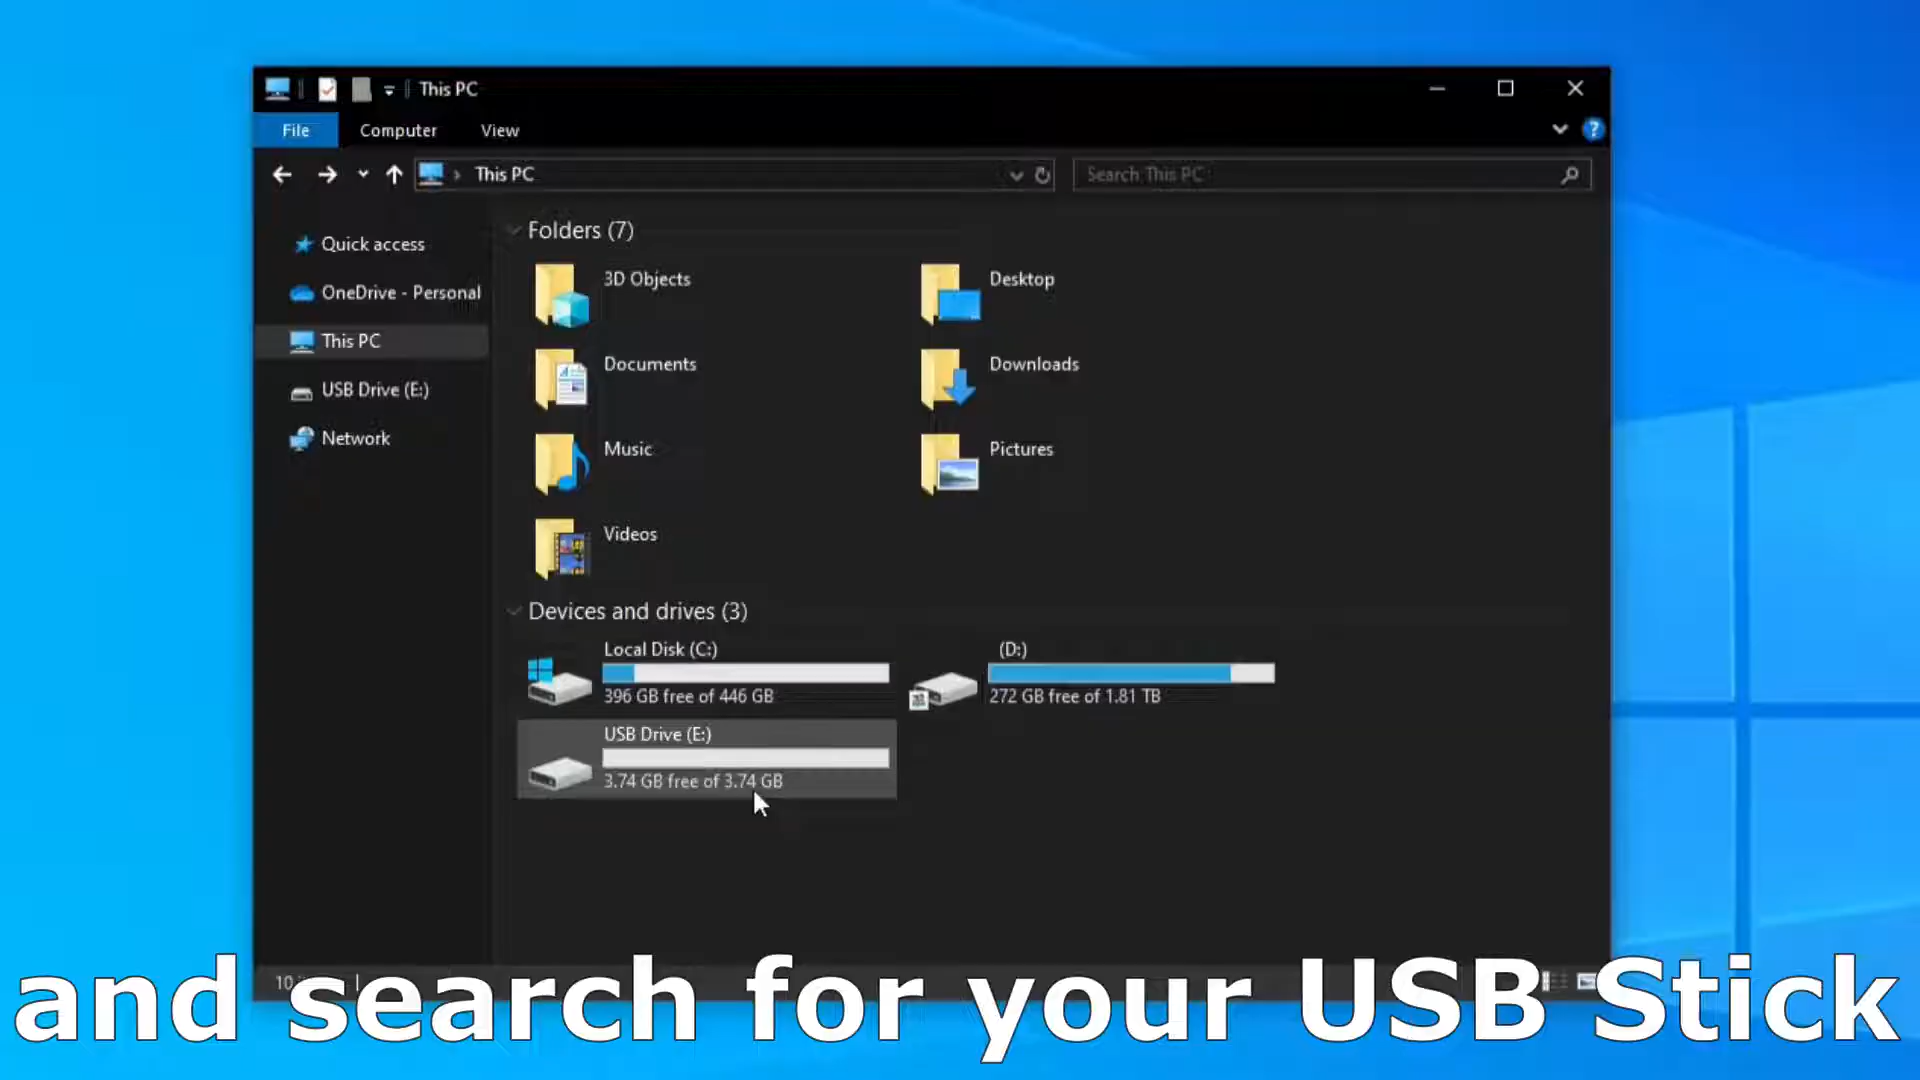 This PC
File
Computer
View
?
This PC
Search This PC
Quick access
OneDrive - Personal
This PC
USB Drive (E:)
Network
Folders (7)
3D Objects
Desktop
Documents
Downloads
Music
Pictures
Videos
Devices and drives (3)
Local Disk (C:)
396 GB free of 446 GB
(D:)
272 GB free of 1.81 TB
USB Drive (E:)
3.74 GB free of 3.74 GB
10
and search for your USB Stick